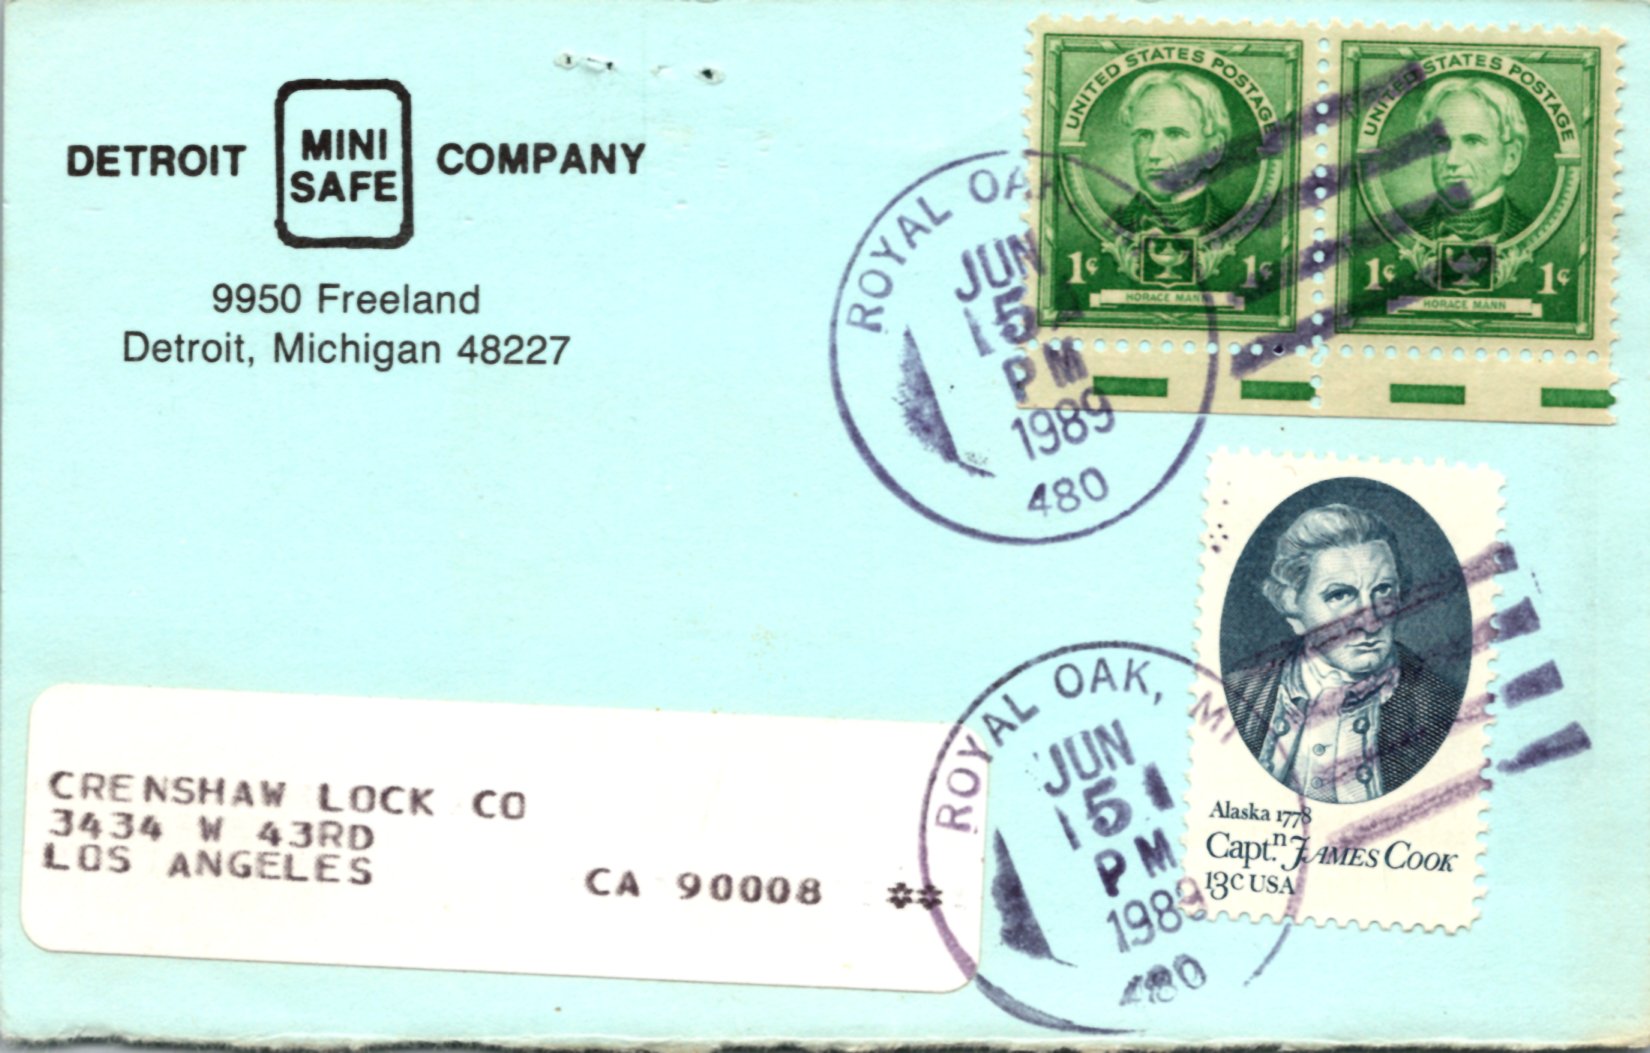 DETROIT MINI SAFE COMPANY
9950 Freeland
Detroit, Michigan 48227
UNITED STATES POSTAGE
1¢ 1¢
HORACE MANN
UNITED STATES POSTAGE
1¢ 1¢
HORACE MANN
ROYAL OAK,
JUN
15
PM
1989
480
Alaska 1778
Capt.n JAMES COOK
13c USA
ROYAL OAK, MI
JUN
15
PM
1989
480
CRENSHAW LOCK CO
3434 W 43RD
LOS ANGELES CA 90008 **